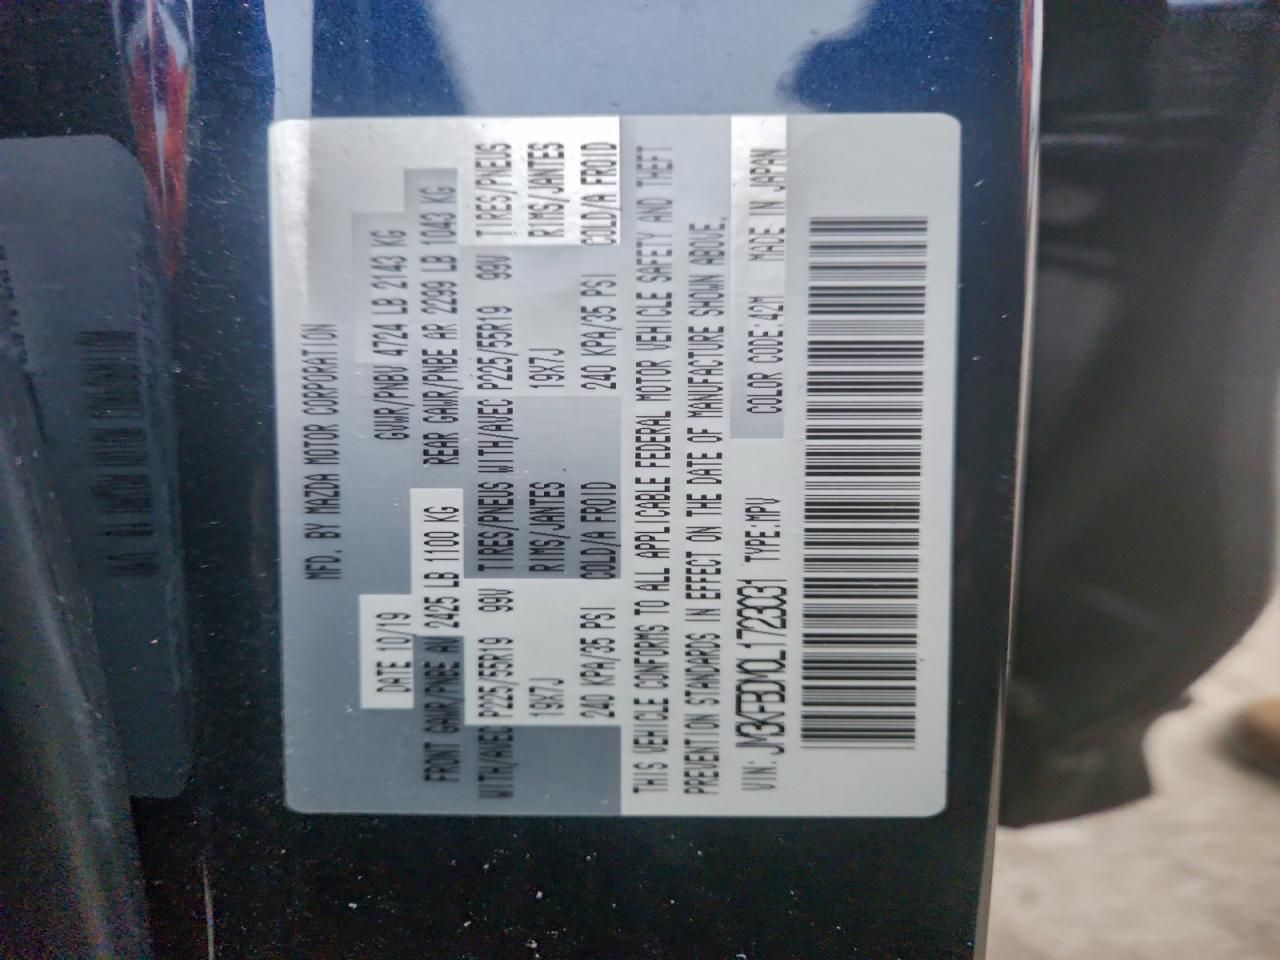 MFD. BY MAZDA MOTOR CORPORATION
DATE 10/19 GVWR/PNBV 4724 LB 2143 KG
FRONT GAWR/PNBE AV 2425 LB 1100 KG REAR GAWR/PNBE AR 2299 LB 1043 KG
WITH/AVEC P225/55R19 99V TIRES/PNEUS WITH/AVEC P225/55R19 99V TIRES/PNEUS
19X7J RIMS/JANTES 19X7J RIMS/JANTES
240 KPA/35 PSI COLD/A FROID 240 KPA/35 PSI COLD/A FROID
THIS VEHICLE CONFORMS TO ALL APPLICABLE FEDERAL MOTOR VEHICLE SAFETY AND THEFT
PREVENTION STANDARDS IN EFFECT ON THE DATE OF MANUFACTURE SHOWN ABOVE.
VIN: TYPE:MPV COLOR CODE:42M MADE IN JAPAN